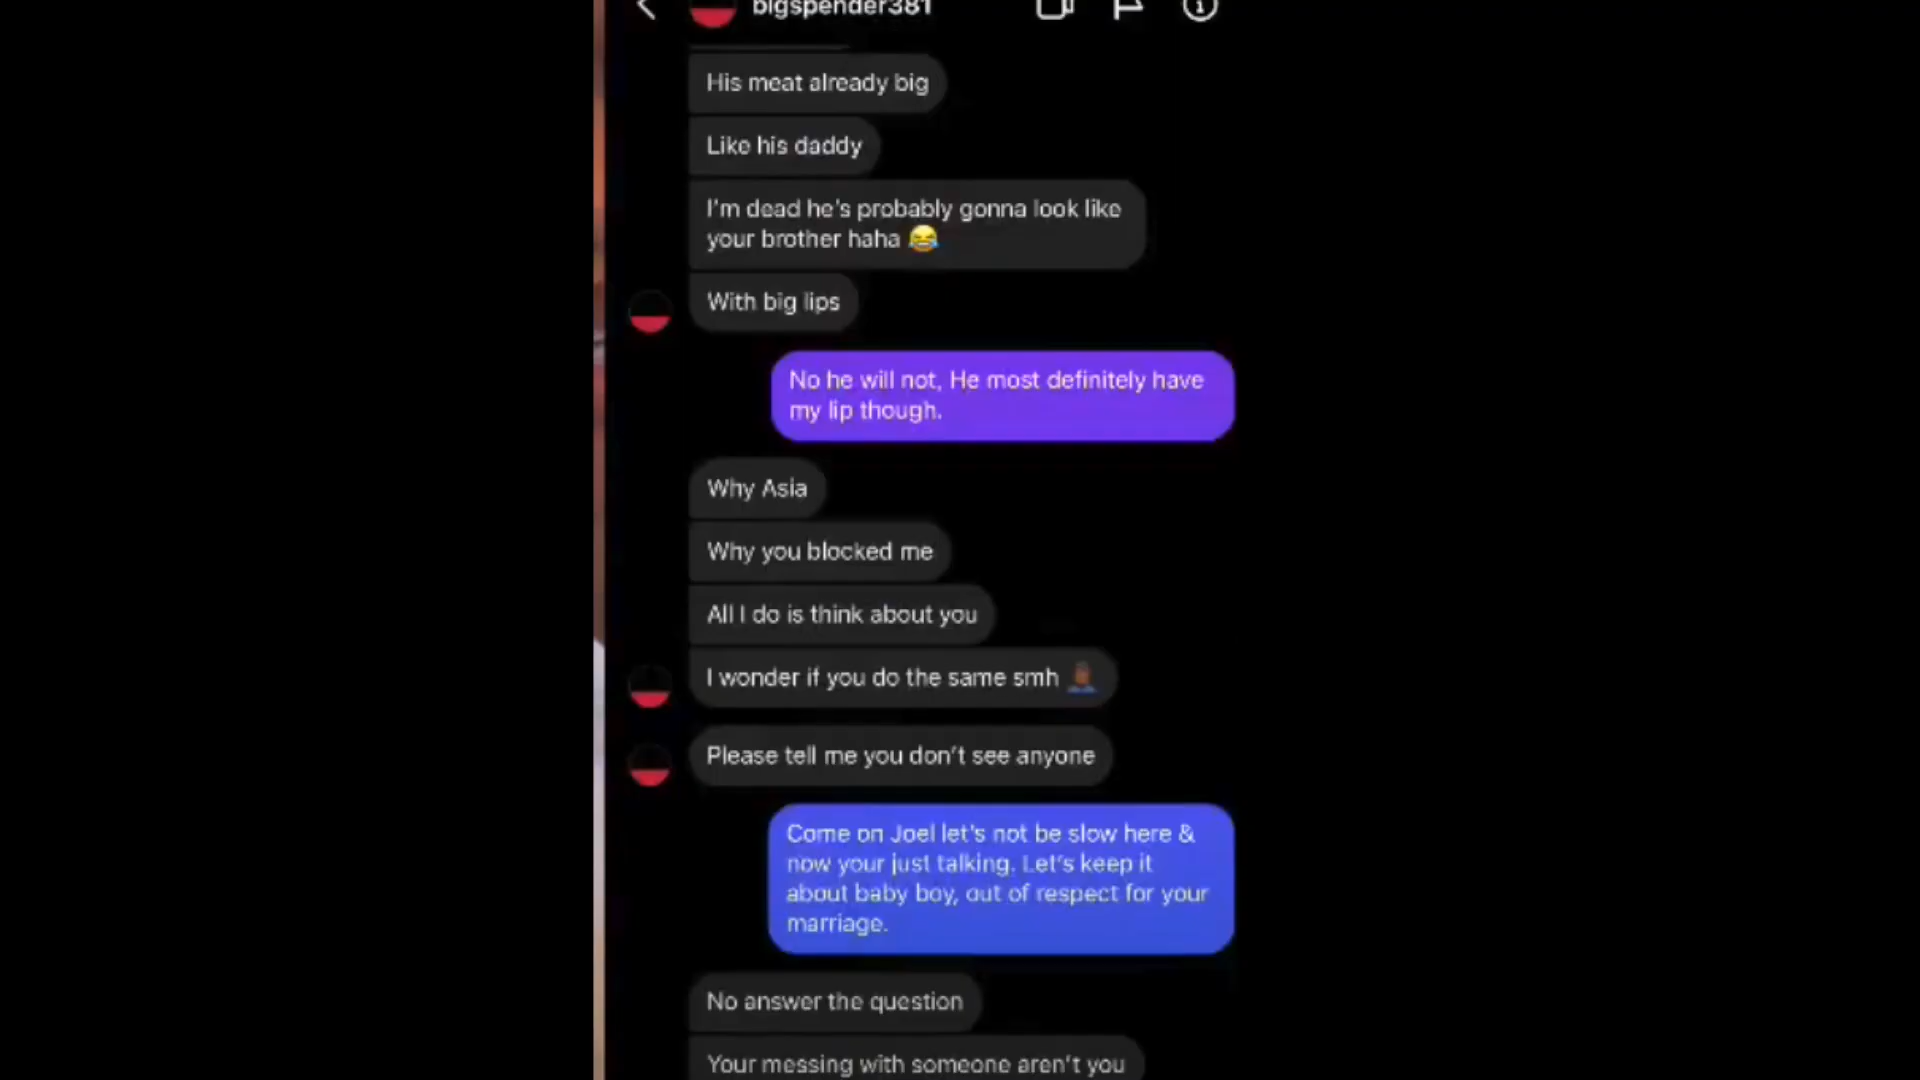 bigspender381
His meat already big
Like his daddy
I'm dead he's probably gonna look like
your brother haha 😂
With big lips
No he will not, He most definitely have
my lip though.
Why Asia
Why you blocked me
All I do is think about you
I wonder if you do the same smh 🤦🏾‍♂️
Please tell me you don't see anyone
Come on Joel let's not be slow here &
now your just talking. Let's keep it
about baby boy, out of respect for your
marriage.
No answer the question
Your messing with someone aren't you